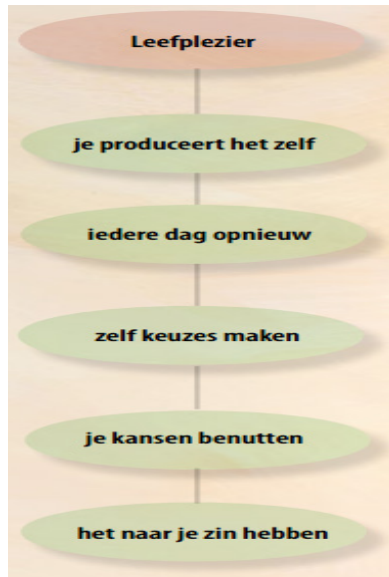 Leefplezier
je produceert het zelf
iedere dag opnieuw
zelf keuzes maken
je kansen benutten
het naar je zin hebben